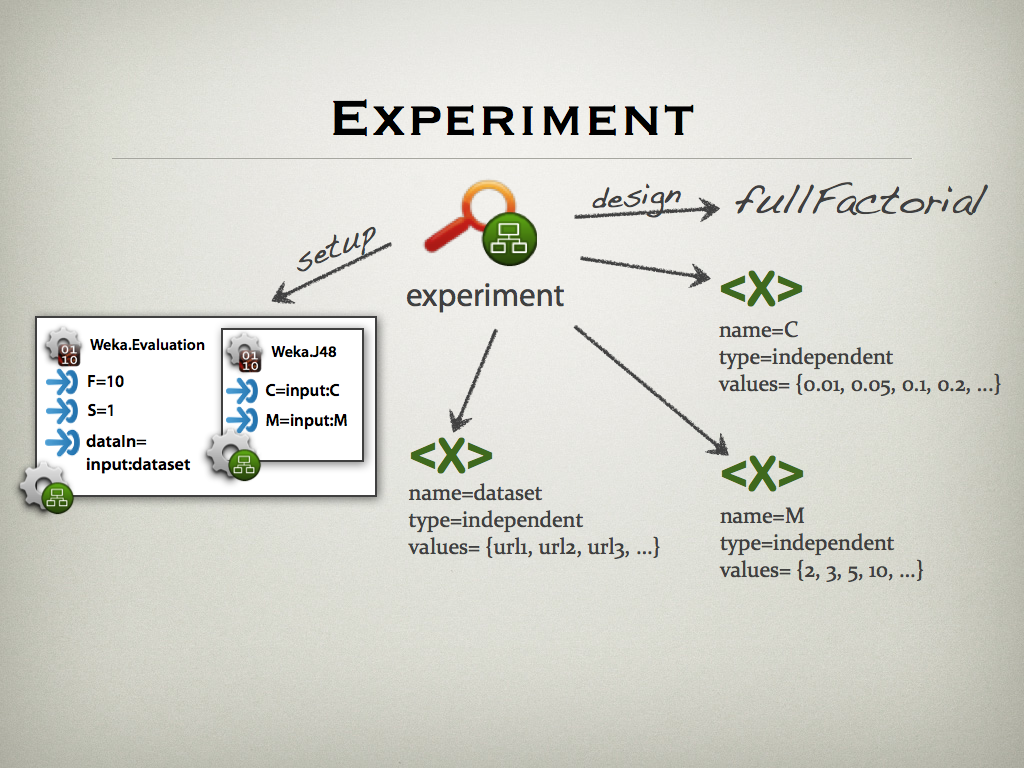 EXPERIMENT
design
fullFactorial
setup
experiment
<X>
name=C
type=independent
values= {0.01, 0.05, 0.1, 0.2, ...}
01
10
Weka.Evaluation
F=10
S=1
dataIn=
input:dataset
01
10
Weka.J48
C=input:C
M=input:M
<X>
name=dataset
type=independent
values= {url1, url2, url3, ...}
<X>
name=M
type=independent
values= {2, 3, 5, 10, ...}